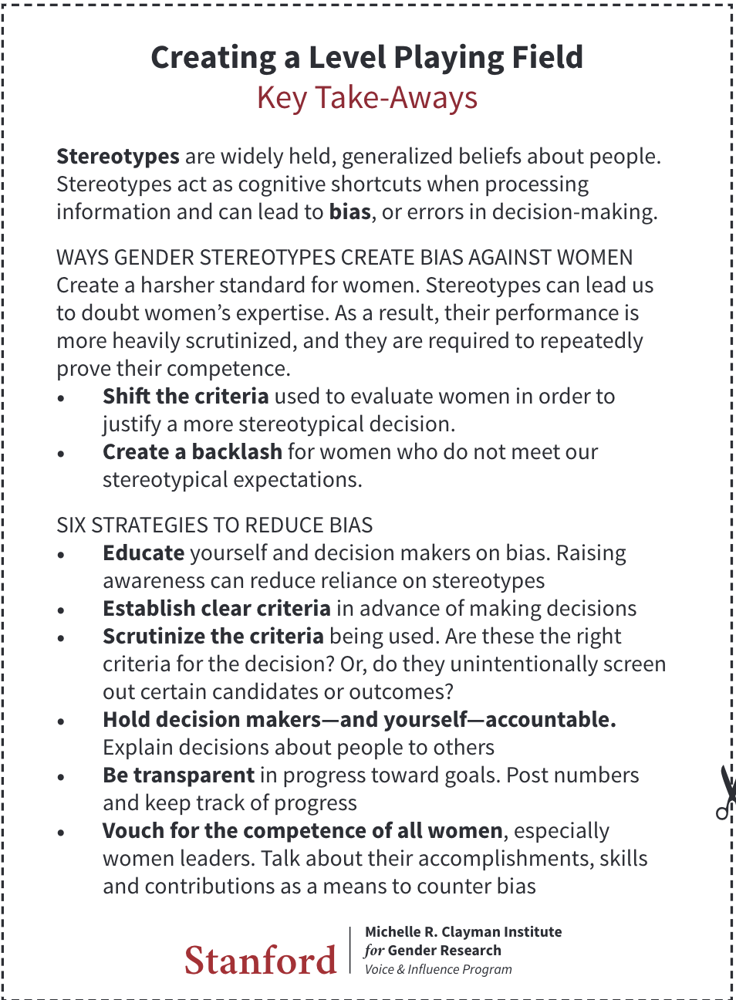 Creating a Level Playing Field
Key Take-Aways
Stereotypes are widely held, generalized beliefs about people.
Stereotypes act as cognitive shortcuts when processing
information and can lead to bias, or errors in decision-making.
WAYS GENDER STEREOTYPES CREATE BIAS AGAINST WOMEN
Create a harsher standard for women. Stereotypes can lead us
to doubt women’s expertise. As a result, their performance is
more heavily scrutinized, and they are required to repeatedly
prove their competence.
• Shift the criteria used to evaluate women in order to
justify a more stereotypical decision.
• Create a backlash for women who do not meet our
stereotypical expectations.
SIX STRATEGIES TO REDUCE BIAS
• Educate yourself and decision makers on bias. Raising
awareness can reduce reliance on stereotypes
• Establish clear criteria in advance of making decisions
• Scrutinize the criteria being used. Are these the right
criteria for the decision? Or, do they unintentionally screen
out certain candidates or outcomes?
• Hold decision makers—and yourself—accountable.
Explain decisions about people to others
• Be transparent in progress toward goals. Post numbers
and keep track of progress
• Vouch for the competence of all women, especially
women leaders. Talk about their accomplishments, skills
and contributions as a means to counter bias
Stanford
Michelle R. Clayman Institute
for Gender Research
Voice & Influence Program